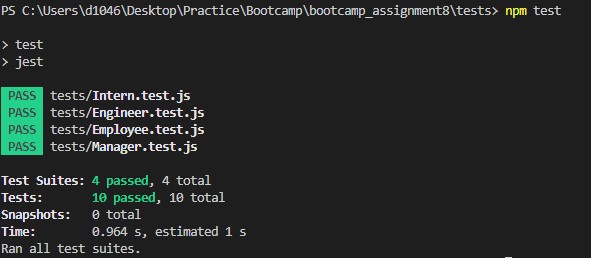 PS C:\Users\d1046\Desktop\Practice\Bootcamp\bootcamp_assignment8\tests> npm test
> test
> jest
PASS tests/Intern.test.js
PASS tests/Engineer.test.js
PASS tests/Employee.test.js
PASS tests/Manager.test.js
Test Suites: 4 passed, 4 total
Tests: 10 passed, 10 total
Snapshots: 0 total
Time: 0.964 s, estimated 1 s
Ran all test suites.